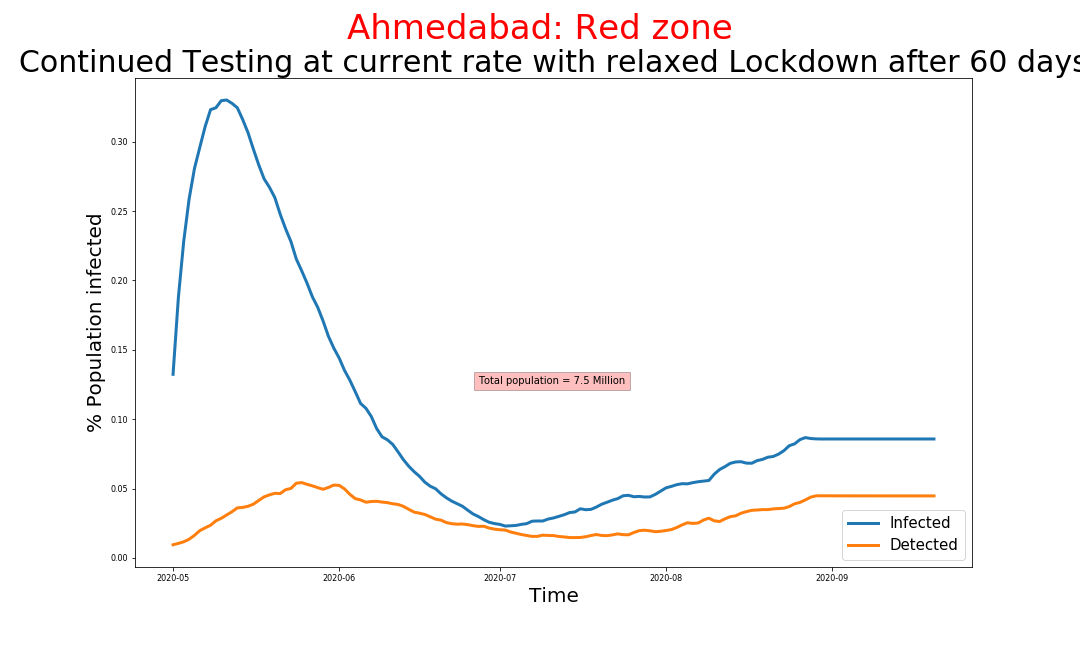 Ahmedabad: Red zone
Continued Testing at current rate with relaxed Lockdown after 60 days
% Population infected
0.30
0.25
0.20
0.15
0.10
0.05
0.00
Total population = 7.5 Million
Infected
Detected
2020-05 2020-06 2020-07 2020-08 2020-09
Time